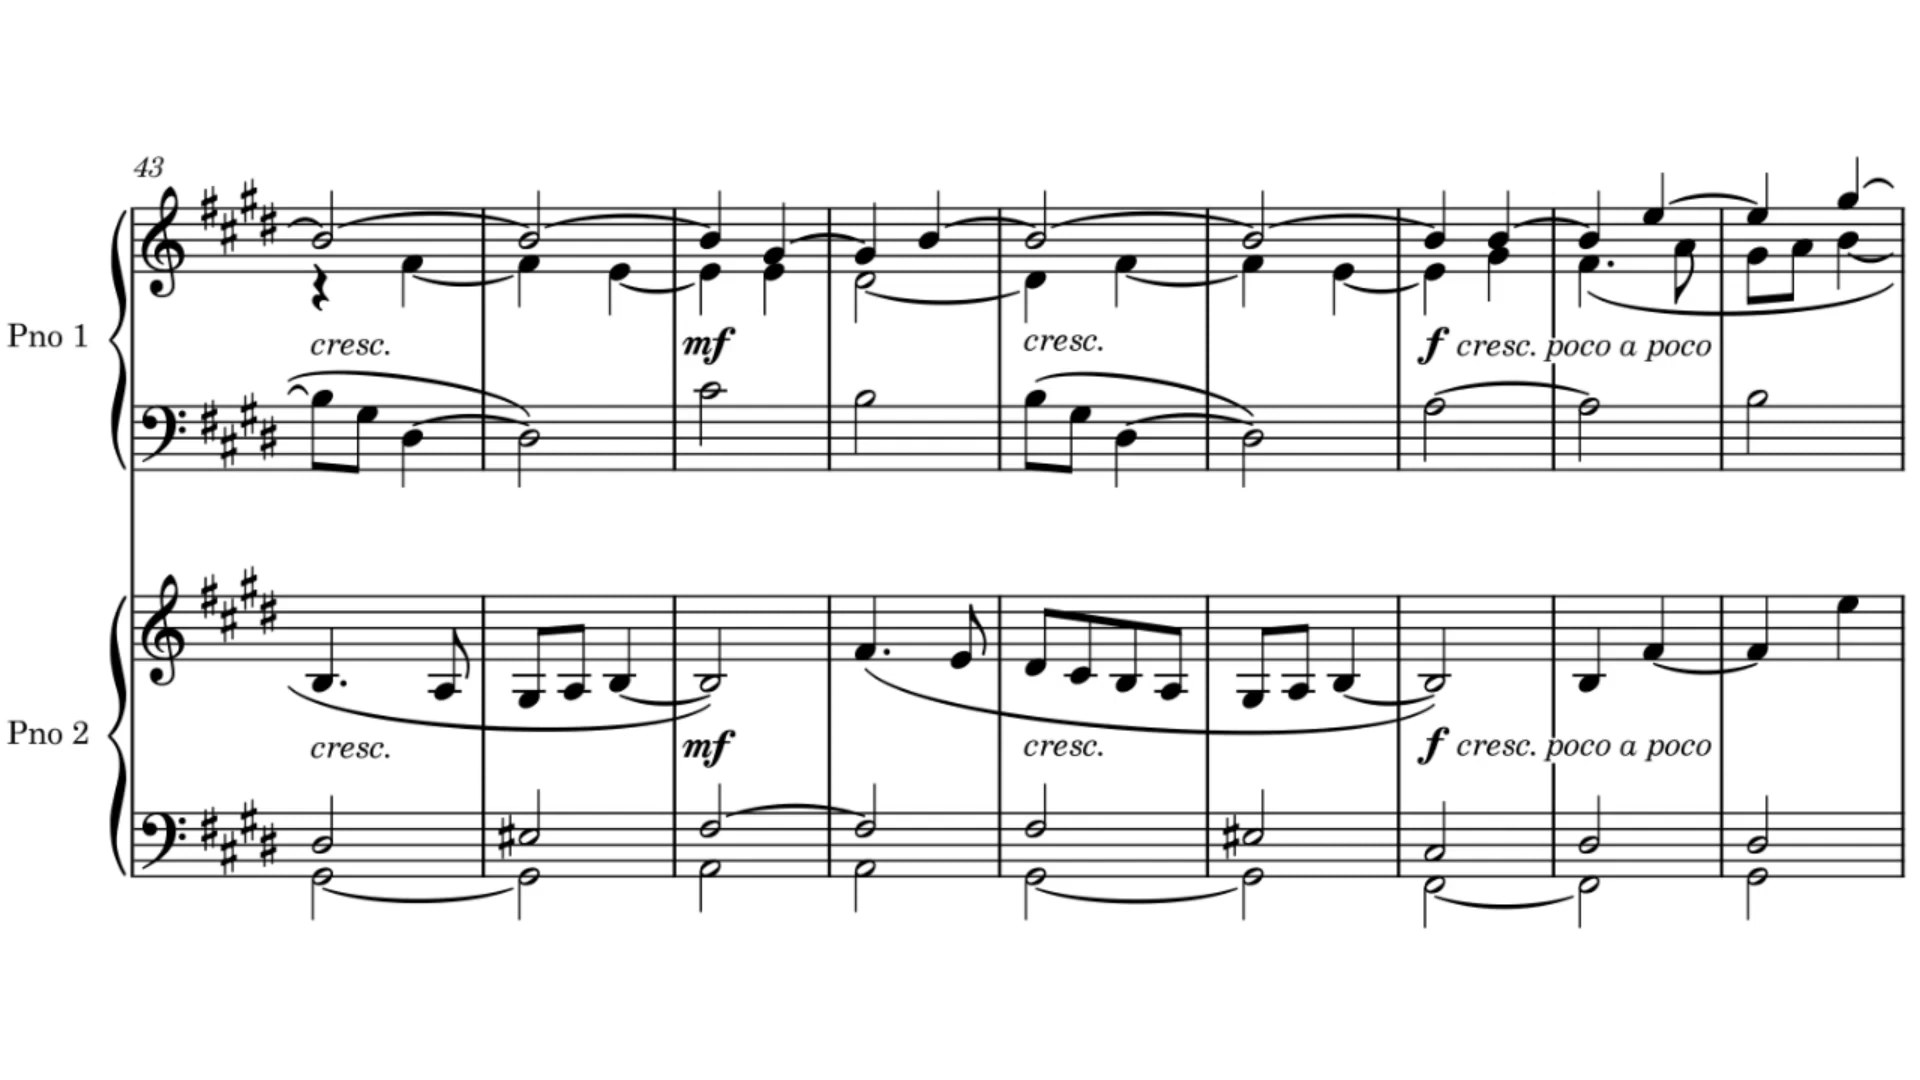 43
Pno 1
cresc.
mf
cresc.
f cresc. poco a poco
Pno 2
cresc.
mf
cresc.
f cresc. poco a poco